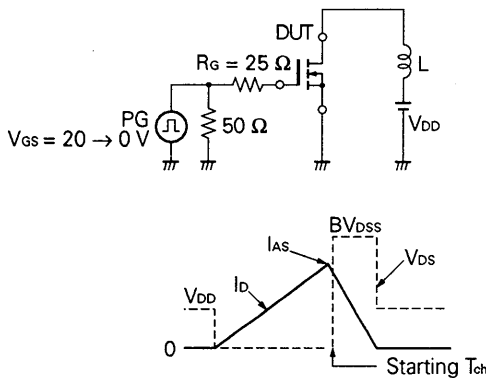 DUT
RG = 25 Ω
L
PG
VGS = 20 → 0 V
50 Ω
VDD
BVDSS
IAS
VDS
ID
VDD
0
Starting Tch